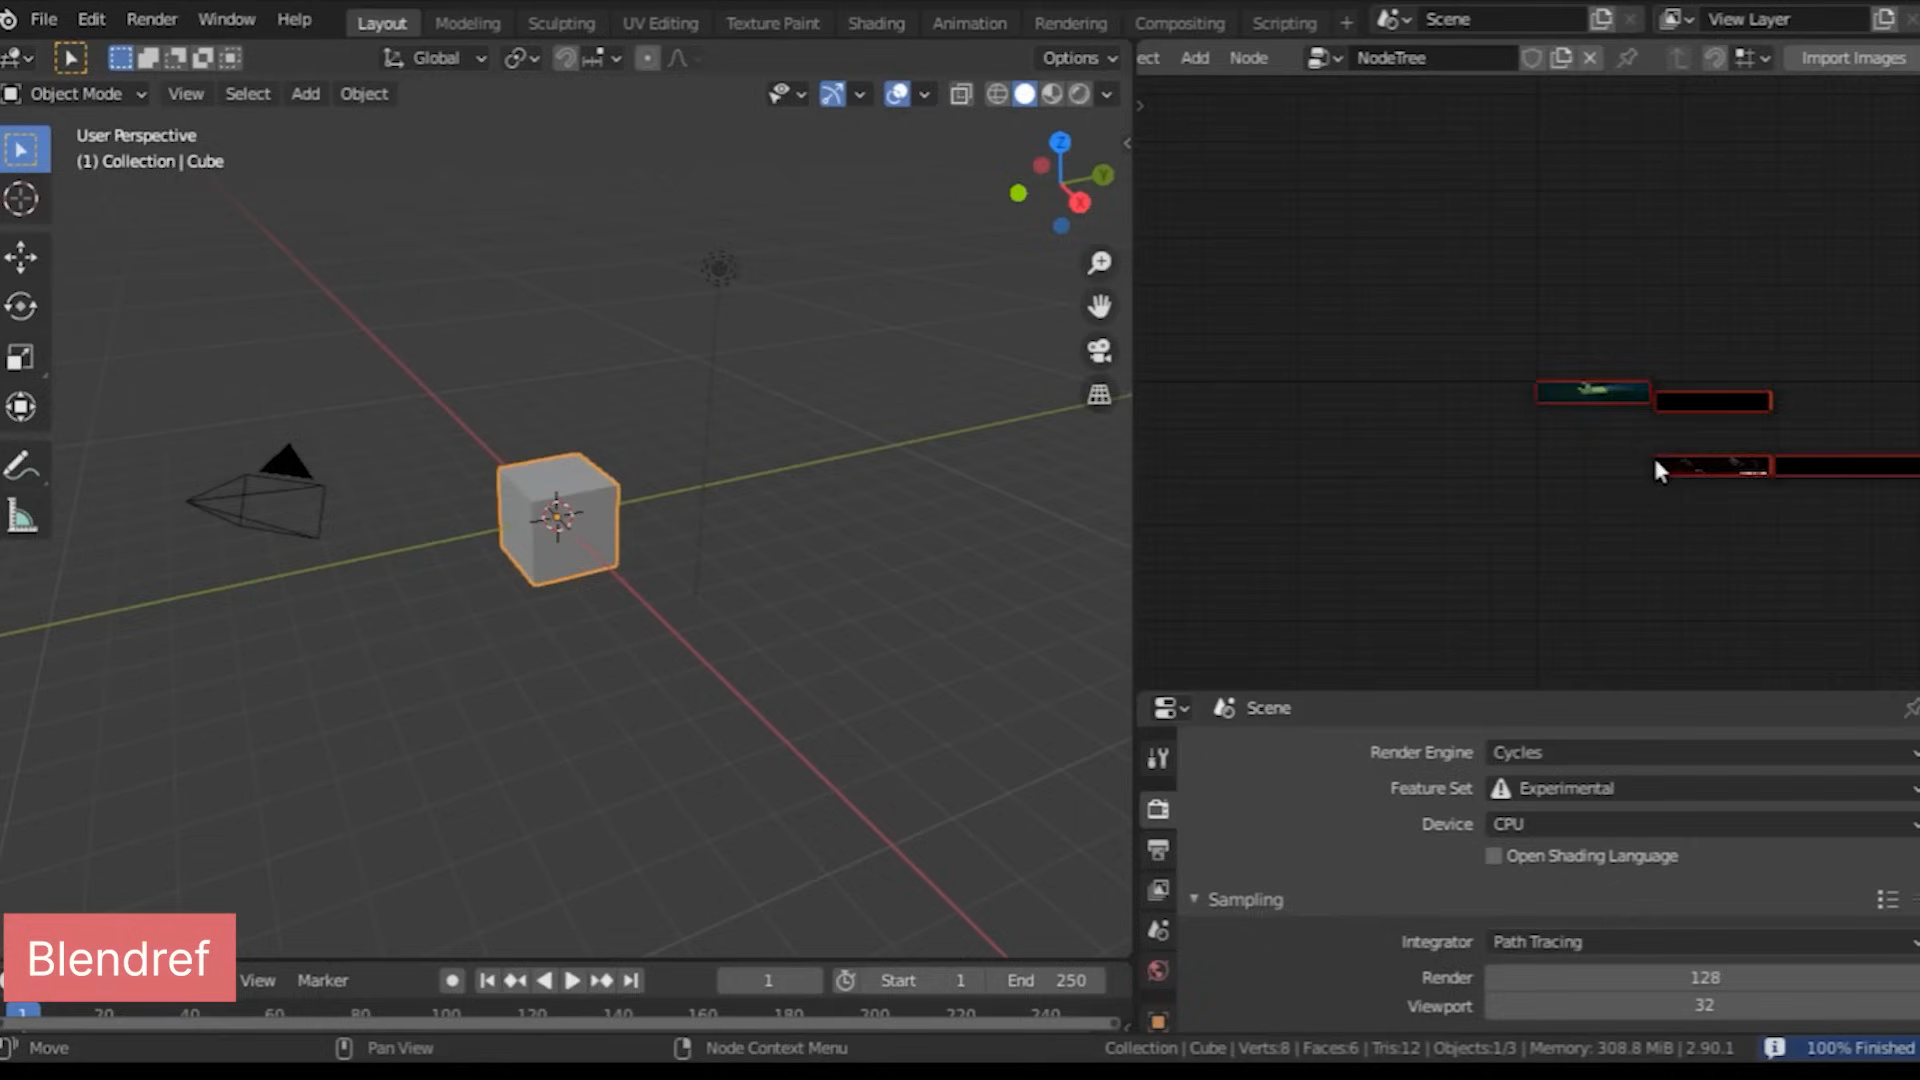 File Edit Render Window Help Layout Modeling Sculpting UV Editing Texture Paint Shading Animation Rendering Compositing Scripting + Scene View Layer
Global Options
Add Node NodeTree Import Images
Object Mode View Select Add Object
User Perspective
(1) Collection | Cube
Z
Y
X
Scene
Render Engine Cycles
Feature Set Experimental
Device CPU
Open Shading Language
Sampling
Integrator Path Tracing
Render 128
Viewport 32
Blendref
View Marker 1 Start 1 End 250
1 20 40 60 80 100 120 140 160 180 200 220 240
Move Pan View Node Context Menu Collection | Cube | Verts:8 | Faces:6 | Tris:12 | Objects:1/3 | Memory: 308.8 MiB | 2.90.1 100% Finished